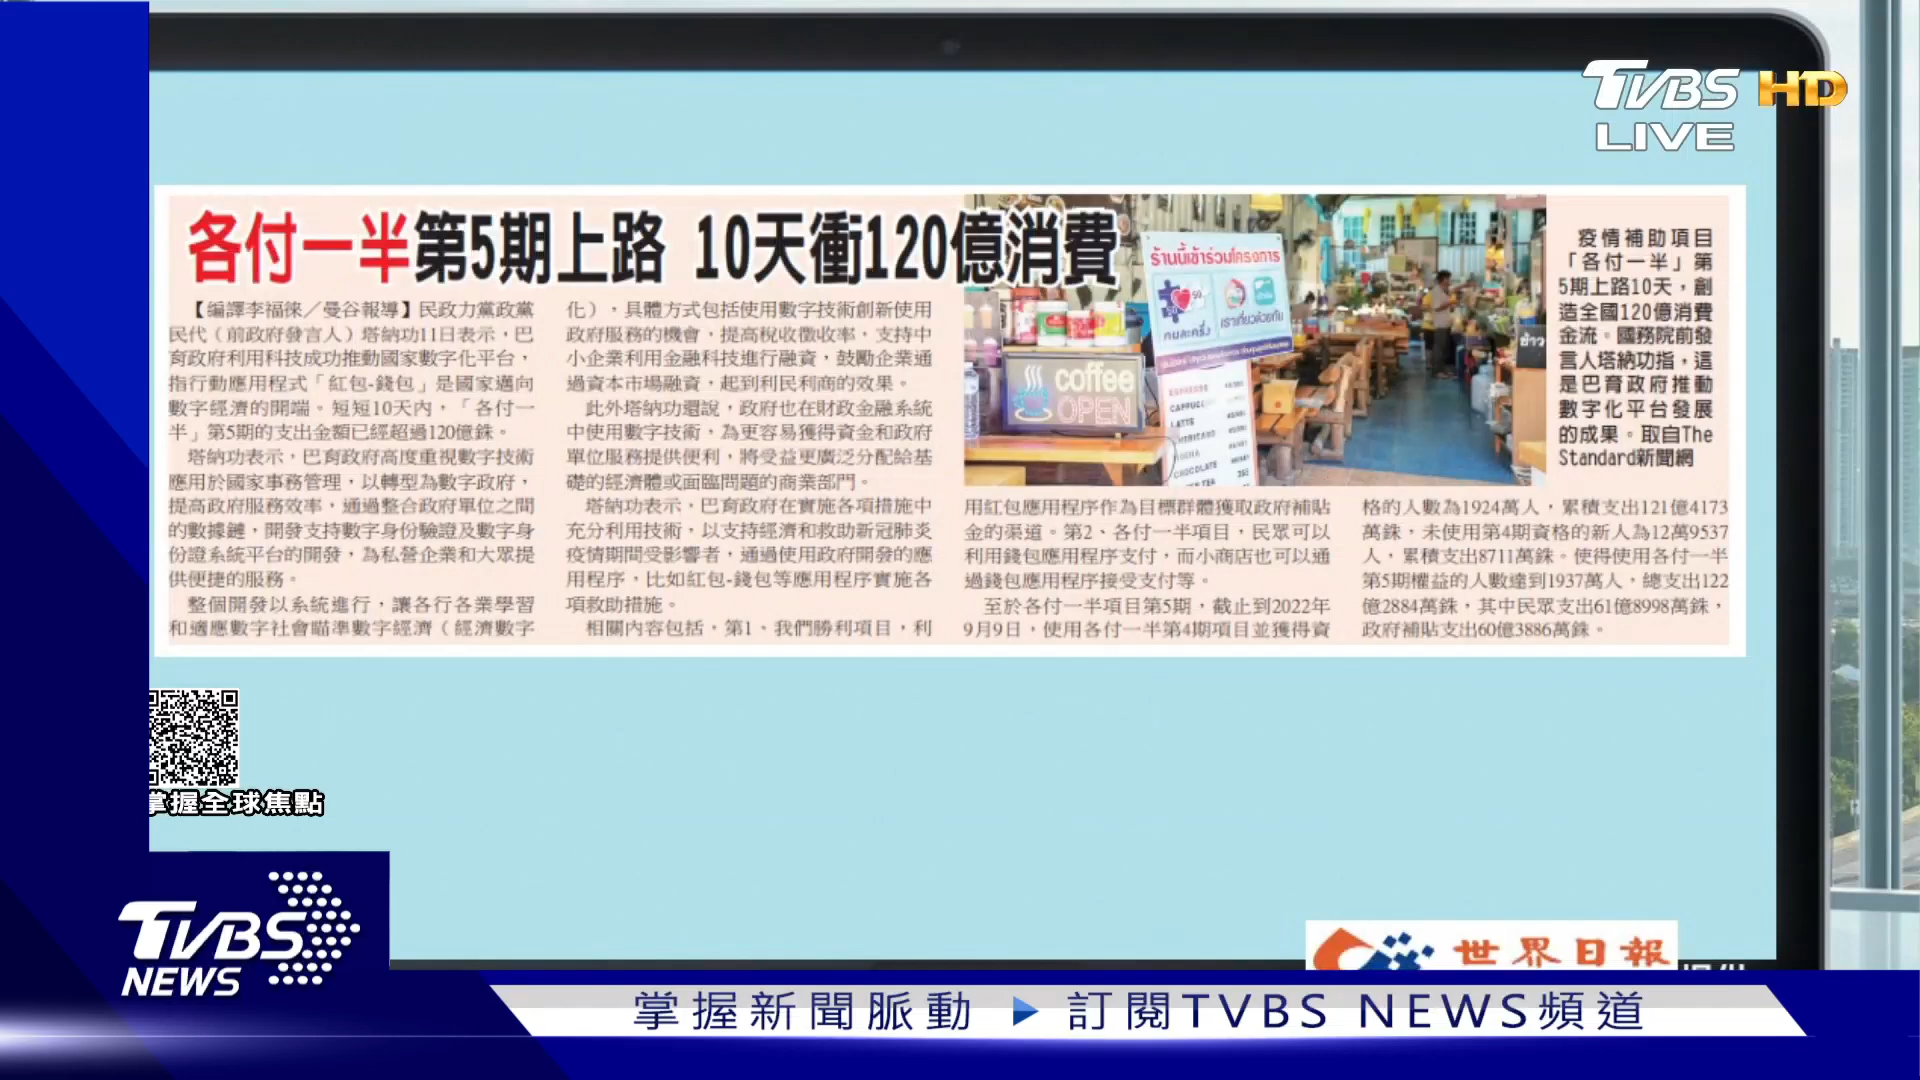 TVBS HD
LIVE
各付一半第5期上路 10天衝120億消費
【編譯李福徠／曼谷報導】民政力黨政黨
民代（前政府發言人）塔納功11日表示，巴
育政府利用科技成功推動國家數字化平台，
指行動應用程式「紅包-錢包」是國家邁向
數字經濟的開端。短短10天內，「各付一
半」第5期的支出金額已經超過120億銖。
塔納功表示，巴育政府高度重視數字技術
應用於國家事務管理，以轉型為數字政府，
提高政府服務效率，通過整合政府單位之間
的數據鏈，開發支持數字身份驗證及數字身
份證系統平台的開發，為私營企業和大眾提
供便捷的服務。
整個開發以系統進行，讓各行各業學習
和適應數字社會瞄準數字經濟（經濟數字
化），具體方式包括使用數字技術創新使用
政府服務的機會，提高稅收徵收率，支持中
小企業利用金融科技進行融資，鼓勵企業通
過資本市場融資，起到利民利商的效果。
此外塔納功還說，政府也在財政金融系統
中使用數字技術，為更容易獲得資金和政府
單位服務提供便利，將受益更廣泛分配給基
礎的經濟體或面臨問題的商業部門。
塔納功表示，巴育政府在實施各項措施中
充分利用技術，以支持經濟和救助新冠肺炎
疫情期間受影響者，通過使用政府開發的應
用程序，比如紅包-錢包等應用程序實施各
項救助措施。
相關內容包括，第1、我們勝利項目，利
用紅包應用程序作為目標群體獲取政府補貼
金的渠道。第2、各付一半項目，民眾可以
利用錢包應用程序支付，而小商店也可以通
過錢包應用程序接受支付等。
至於各付一半項目第5期，截止到2022年
9月9日，使用各付一半第4期項目並獲得資
格的人數為1924萬人，累積支出121億4173
萬銖，未使用第4期資格的新人為12萬9537
人，累積支出8711萬銖。使得使用各付一半
第5期權益的人數達到1937萬人，總支出122
億2884萬銖，其中民眾支出61億8998萬銖，
政府補貼支出60億3886萬銖。
ร้านนี้เข้าร่วมโครงการ
คนละครึ่ง
เราเที่ยวด้วยกัน
coffee
OPEN
LATTE
CHOCOLATE
ข่าว
疫情補助項目
「各付一半」第
5期上路10天，創
造全國120億消費
金流。國務院前發
言人塔納功指，這
是巴育政府推動
數字化平台發展
的成果。取自The
Standard新聞網
掌握全球焦點
TVBS
NEWS
世界日報
掌握新聞脈動 訂閱TVBS NEWS頻道